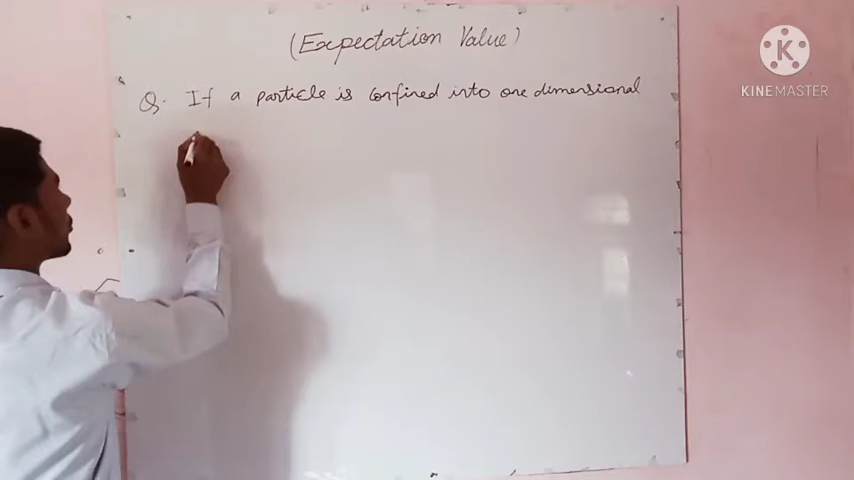 (Expectation Value)
Q. If a particle is confined into one dimensional
KINEMASTER